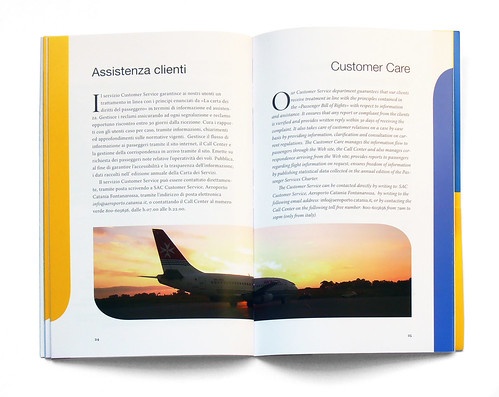 Assistenza clienti
Il servizio Customer Service garantisce ai nostri utenti un
trattamento in linea con i principi enunciati da «La carta dei
diritti del passeggero» in termini di informazione ed assistenza.
Gestisce i reclami assicurando ad ogni segnalazione o reclamo
opportuno riscontro entro 30 giorni dalla ricezione. Cura i rapporti
con gli utenti caso per caso, tramite informazioni, chiarimenti
ed approfondimenti sulle normative vigenti. Gestisce il flusso di
informazione ai passeggeri tramite il sito internet, il Call Center e
la gestione della corrispondenza in arrivo tramite il sito.
richiesta dei passeggeri note relative l'operatività dei voli. Pubblica,
al fine di garantire l'accessibilità e la trasparenza dell'informazione,
i dati raccolti nell' edizione annuale della Carta dei Servizi.
Il servizio Customer Service può essere contattato direttamente,
tramite posta scrivendo a SAC Customer Service, Aeroporto
Catania Fontanarossa, tramite l'indirizzo di posta elettronica
info@aeroporto.catania.it, o contattando il Call Center al numero
verde 800 605656, dalle h.07.00 alle h.22.00.
24
Customer Care
Our Customer Service department guarantees that our clients
receive treatment in line with the principles contained in
the «Passenger Bill of Rights» with respect to information
and assistance. It ensures that any report or complaint from the clients
is verified and provides written reply within 30 days of receiving the
complaint. It also takes care of customer relations on a case by case
basis by providing information, clarification and consultation on current
regulations. The Customer Care manages the information flow to
passengers through the Web site, the Call Center and also manages correspondence
arriving from the Web site, provides reports to passengers
regarding flight information on request, ensures freedom of information
by publishing statistical data collected in the annual edition of the Passenger
Services Charter.
The Customer Service can be contacted directly by writing to SAC
Customer Service, Aeroporto Catania Fontanarossa, by writing to the
following email address info@aeroporto.catania.it, or by contacting the
Call Center on the following toll free number 800 605656 from 7am to
10pm (only from italy)